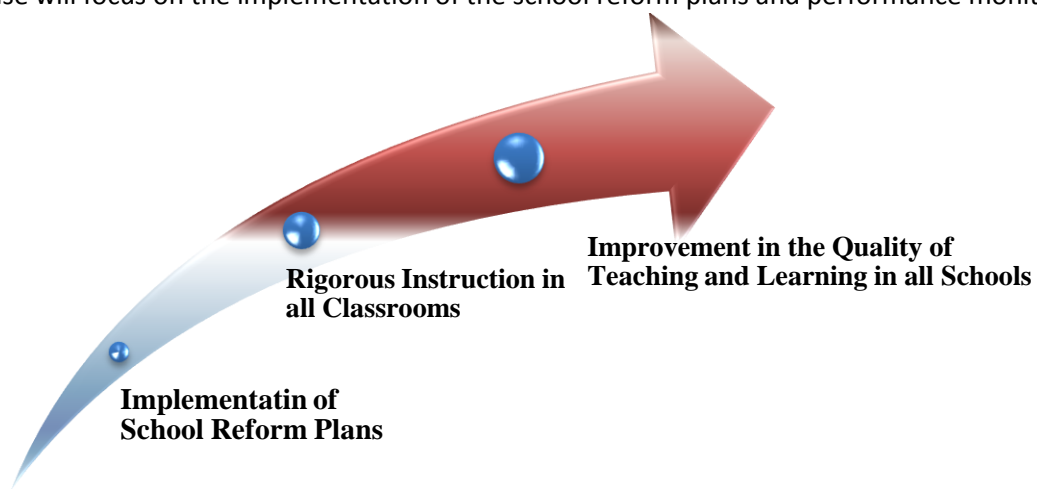 se will focus on the implementation of the school reform plans and performance monit
Improvement in the Quality of
Teaching and Learning in all Schools
Rigorous Instruction in
all Classrooms
Implementatin of
School Reform Plans